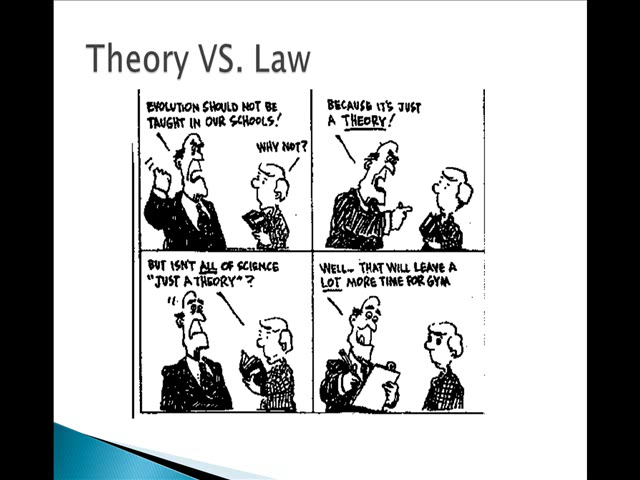 Theory VS. Law
EVOLUTION SHOULD NOT BE
TAUGHT IN OUR SCHOOLS!
WHY NOT?
BECAUSE IT'S JUST
A THEORY!
BUT ISN'T ALL OF SCIENCE
"JUST A THEORY"?
WELL... THAT WILL LEAVE A
LOT MORE TIME FOR GYM